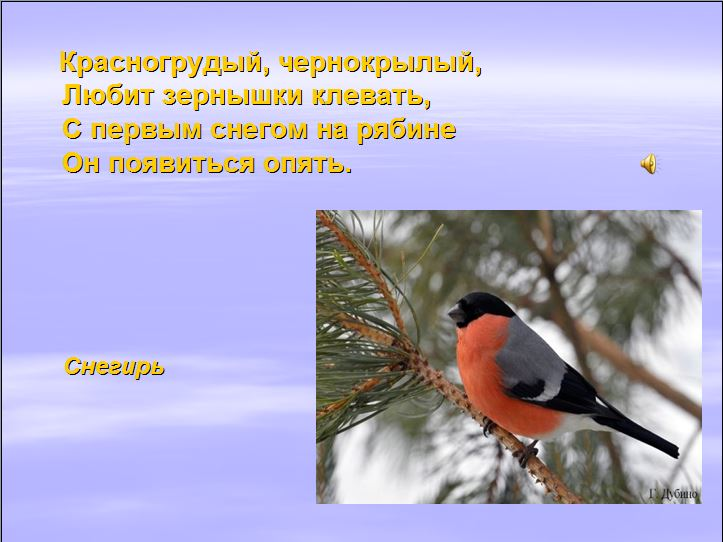 Красногрудый, чернокрылый,
Любит зернышки клевать,
С первым снегом на рябине
Он появиться опять.
Снегирь
Г. Дубино